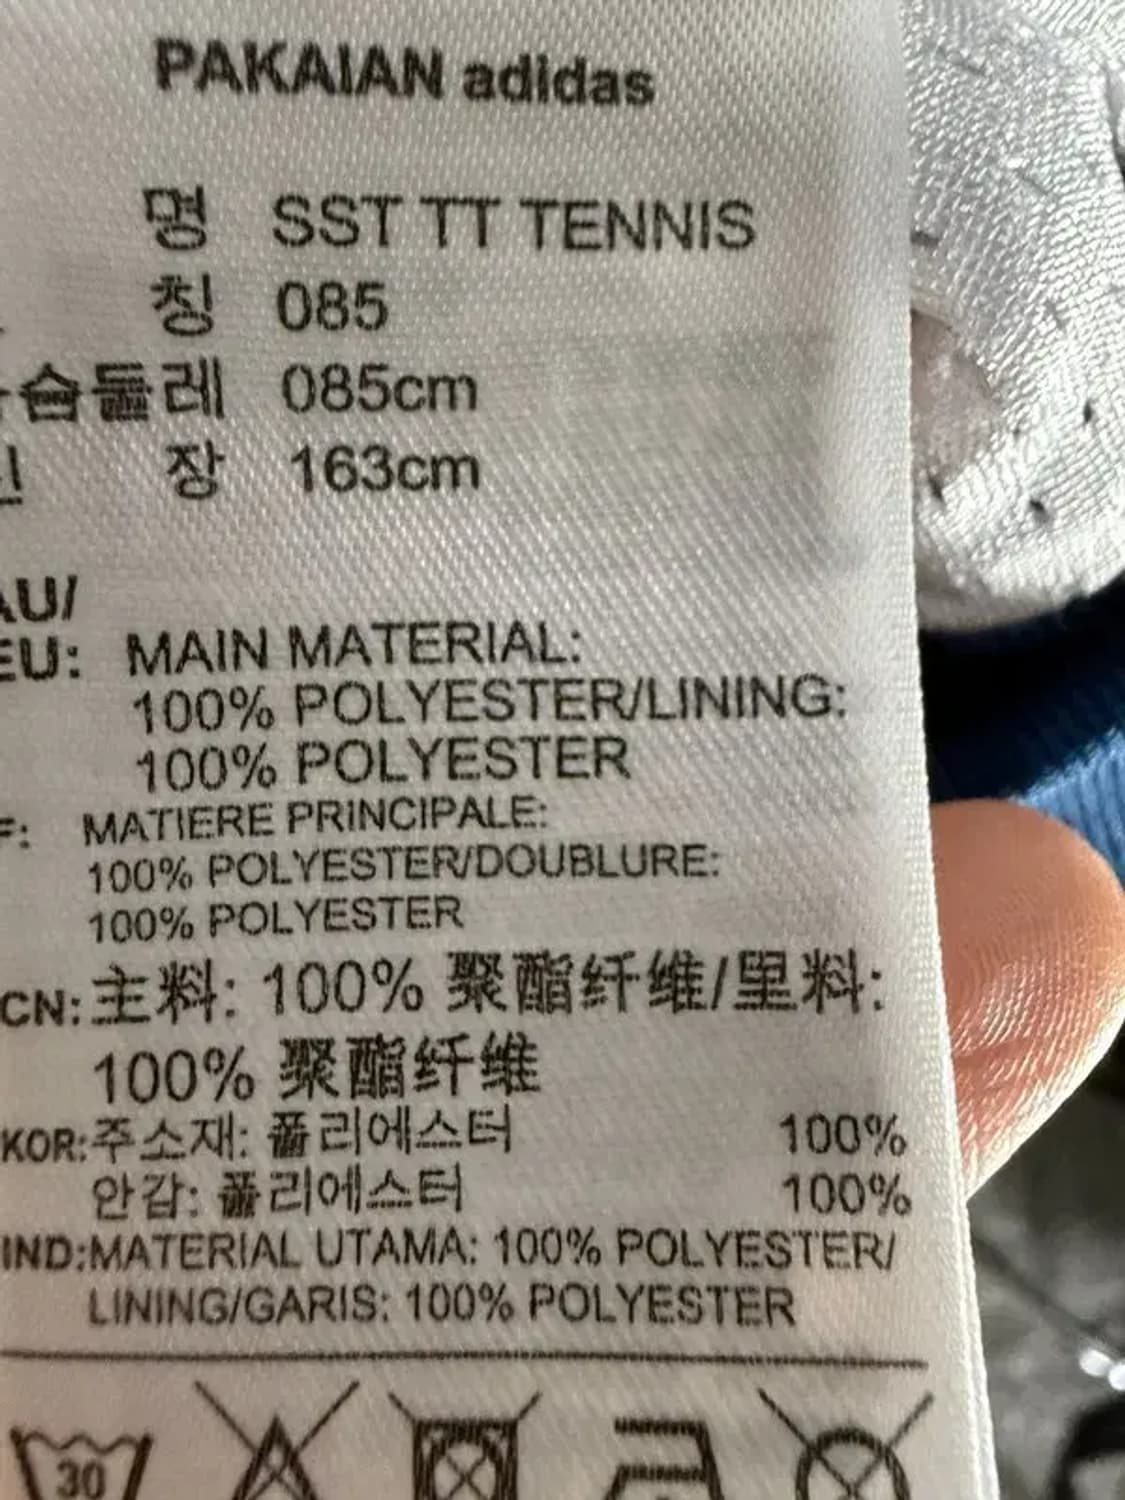 PAKAIAN adidas
명 SST TT TENNIS
칭 085
슴둘레 085cm
장 163cm
AU/
EU: MAIN MATERIAL:
100% POLYESTER/LINING:
100% POLYESTER
F: MATIERE PRINCIPALE:
100% POLYESTER/DOUBLURE:
100% POLYESTER
CN: 主料: 100% 聚酯纤维/里料:
100% 聚酯纤维
KOR: 주소재: 폴리에스터 100%
안감: 폴리에스터 100%
IND: MATERIAL UTAMA: 100% POLYESTER/
LINING/GARIS: 100% POLYESTER
30